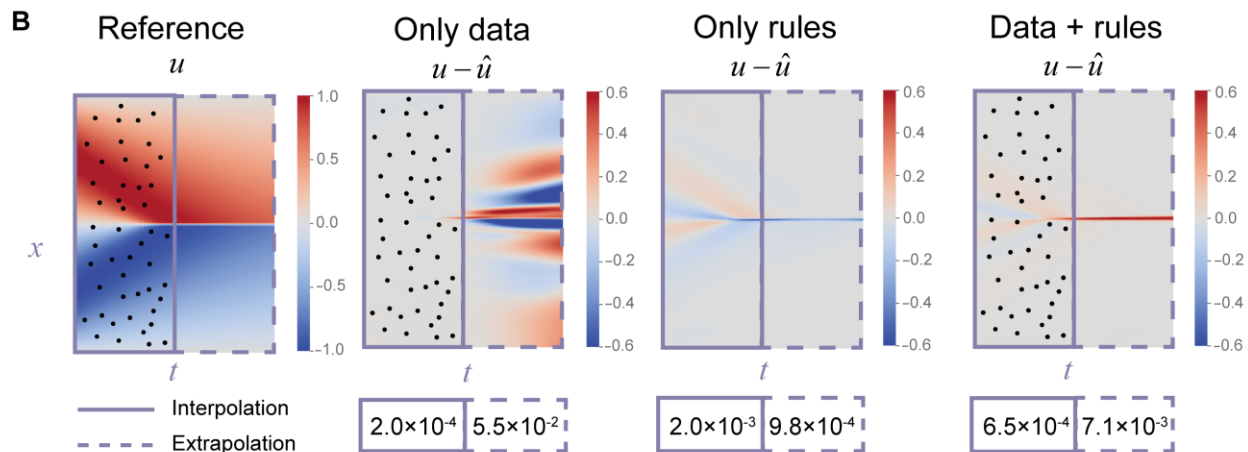 B
Reference
Only data
Only rules
Data + rules
u
u − û
u − û
u − û
1.0
0.5
0.0
−0.5
−1.0
0.6
0.4
0.2
0.0
−0.2
−0.4
−0.6
0.6
0.4
0.2
0.0
−0.2
−0.4
−0.6
0.6
0.4
0.2
0.0
−0.2
−0.4
−0.6
x
t
t
t
t
Interpolation
Extrapolation
2.0×10⁻⁴ 5.5×10⁻²
2.0×10⁻³ 9.8×10⁻⁴
6.5×10⁻⁴ 7.1×10⁻³